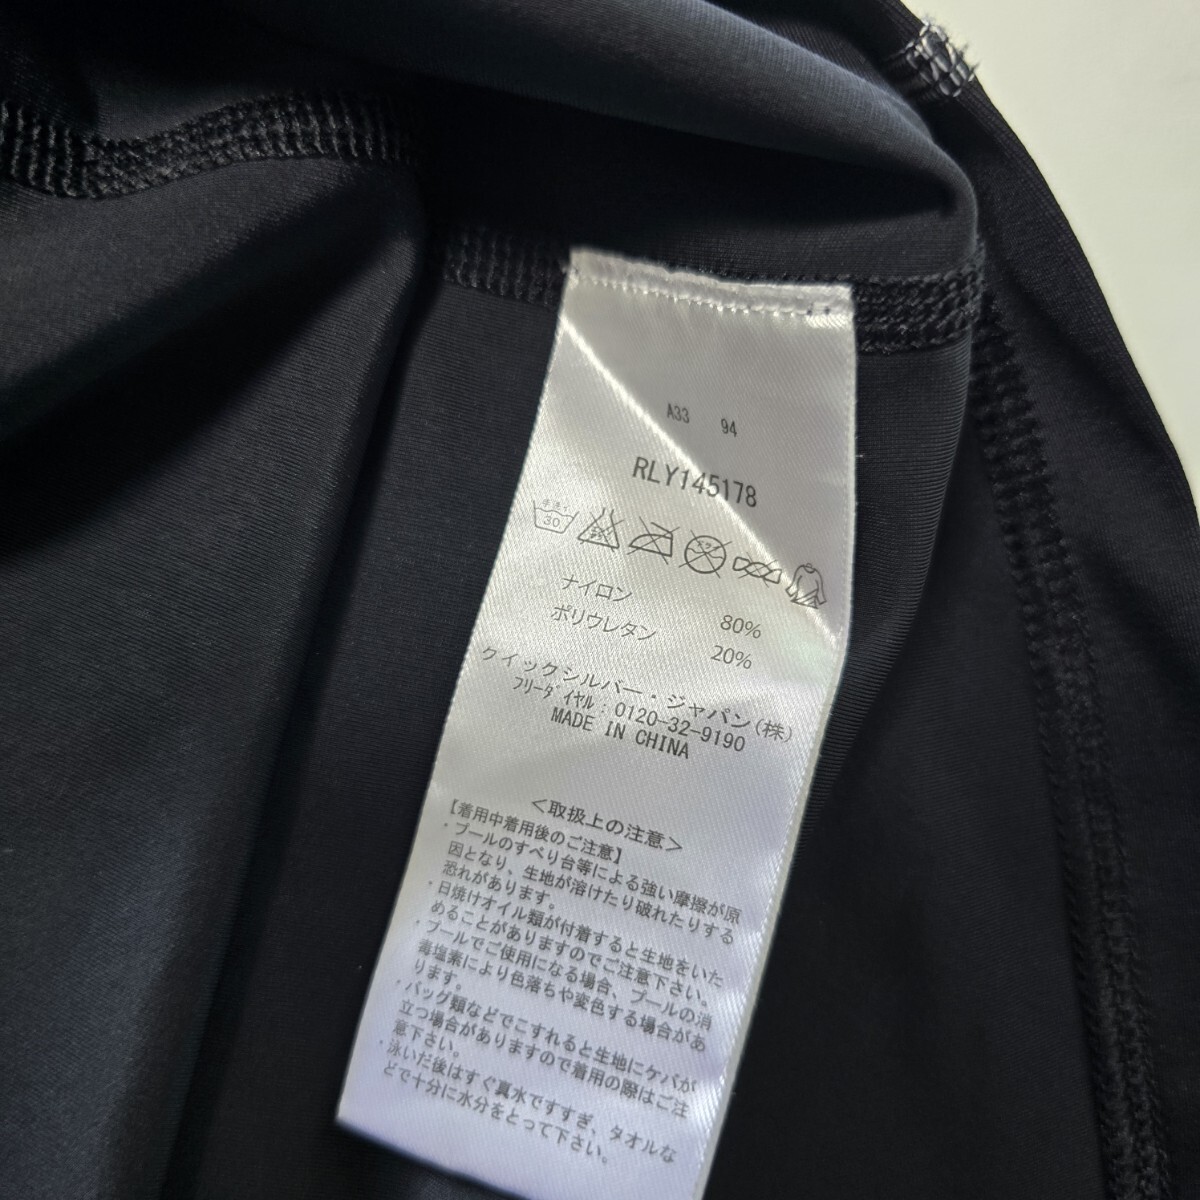 A33 94
RLY145178
手洗イ
30
ナイロン 80%
ポリウレタン 20%
クイックシルバー・ジャパン(株)
フリーダイヤル:0120-32-9190
MADE IN CHINA
<取扱上の注意>
【着用中着用後のご注意】
・プールのすべり台等による強い摩擦が原
因となり、生地が溶けたり破れたりする
恐れがあります。
・日焼けオイル類が付着すると生地をいた
めることがありますのでご注意下さい。
・プールでご使用になる場合、プールの消
毒塩素により色落ちや変色する場合があ
ります。
・バッグ類などでこすれると生地にケバが
立つ場合がありますので着用の際はご注
意下さい。
・泳いだ後はすぐ真水ですすぎ、タオルな
どで十分に水分をとって下さい。